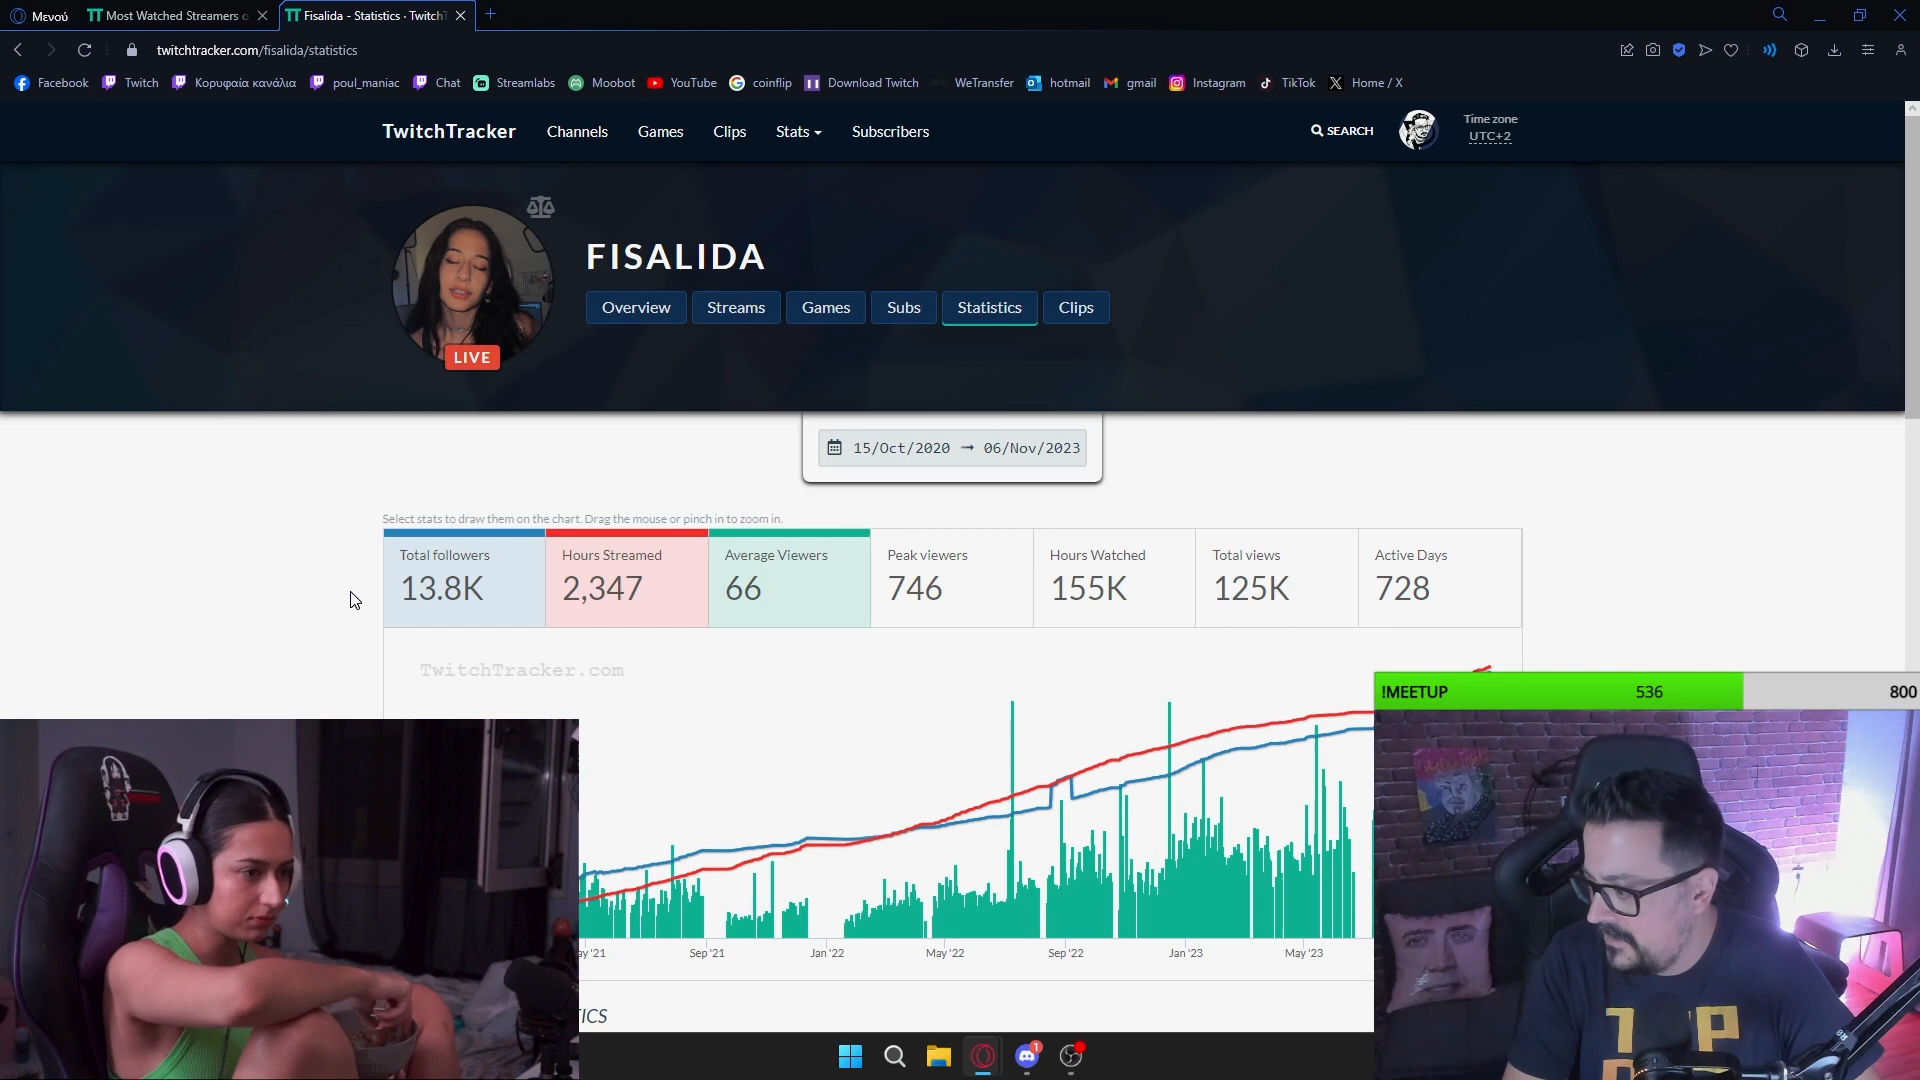 Μενού
Most Watched Streamers o
Fisalida - Statistics · Twitch
twitchtracker.com/fisalida/statistics
Facebook
Twitch
Κορυφαία κανάλια
poul_maniac
Chat
Streamlabs
Moobot
YouTube
coinflip
Download Twitch
WeTransfer
hotmail
gmail
Instagram
TikTok
Home / X
TwitchTracker
Channels
Games
Clips
Stats
Subscribers
SEARCH
Time zone
UTC+2
FISALIDA
Overview
Streams
Games
Subs
Statistics
Clips
LIVE
15/Oct/2020 → 06/Nov/2023
Select stats to draw them on the chart. Drag the mouse or pinch in to zoom in.
Total followers
13.8K
Hours Streamed
2,347
Average Viewers
66
Peak viewers
746
Hours Watched
155K
Total views
125K
Active Days
728
TwitchTracker.com
!MEETUP 536 800
ay '21
Sep '21
Jan '22
May '22
Sep '22
Jan '23
May '23
ICS
1